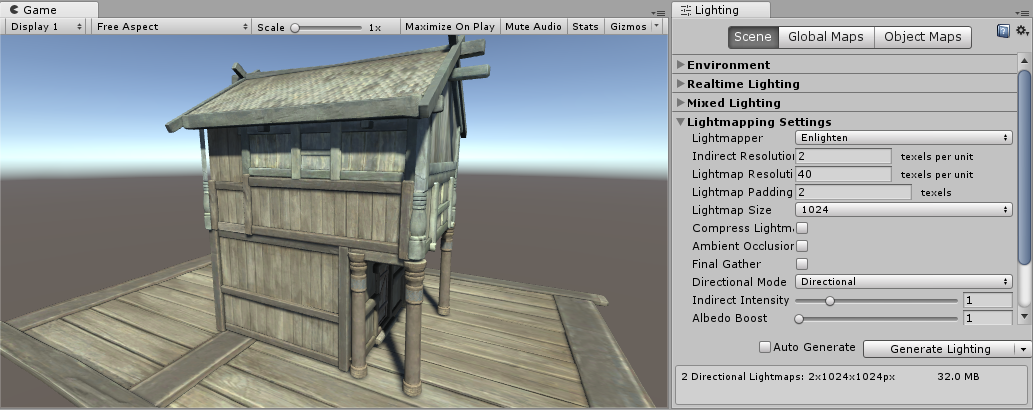 Game
Display 1 Free Aspect Scale 1x Maximize On Play Mute Audio Stats Gizmos
Lighting
Scene Global Maps Object Maps
Environment
Realtime Lighting
Mixed Lighting
Lightmapping Settings
Lightmapper Enlighten
Indirect Resolution 2 texels per unit
Lightmap Resoluti 40 texels per unit
Lightmap Padding 2 texels
Lightmap Size 1024
Compress Lightm
Ambient Occlusion
Final Gather
Directional Mode Directional
Indirect Intensity 1
Albedo Boost 1
Auto Generate Generate Lighting
2 Directional Lightmaps: 2x1024x1024px 32.0 MB